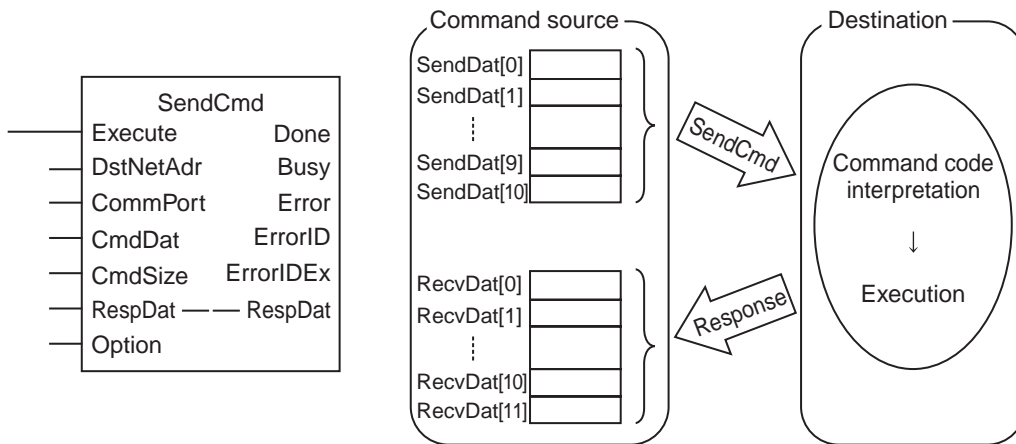 SendCmd
Execute Done
DstNetAdr Busy
CommPort Error
CmdDat ErrorID
CmdSize ErrorIDEx
RespDat RespDat
Option
Command source
SendDat[0]
SendDat[1]
SendDat[9]
SendDat[10]
RecvDat[0]
RecvDat[1]
RecvDat[10]
RecvDat[11]
SendCmd
Response
Destination
Command code
interpretation
↓
Execution